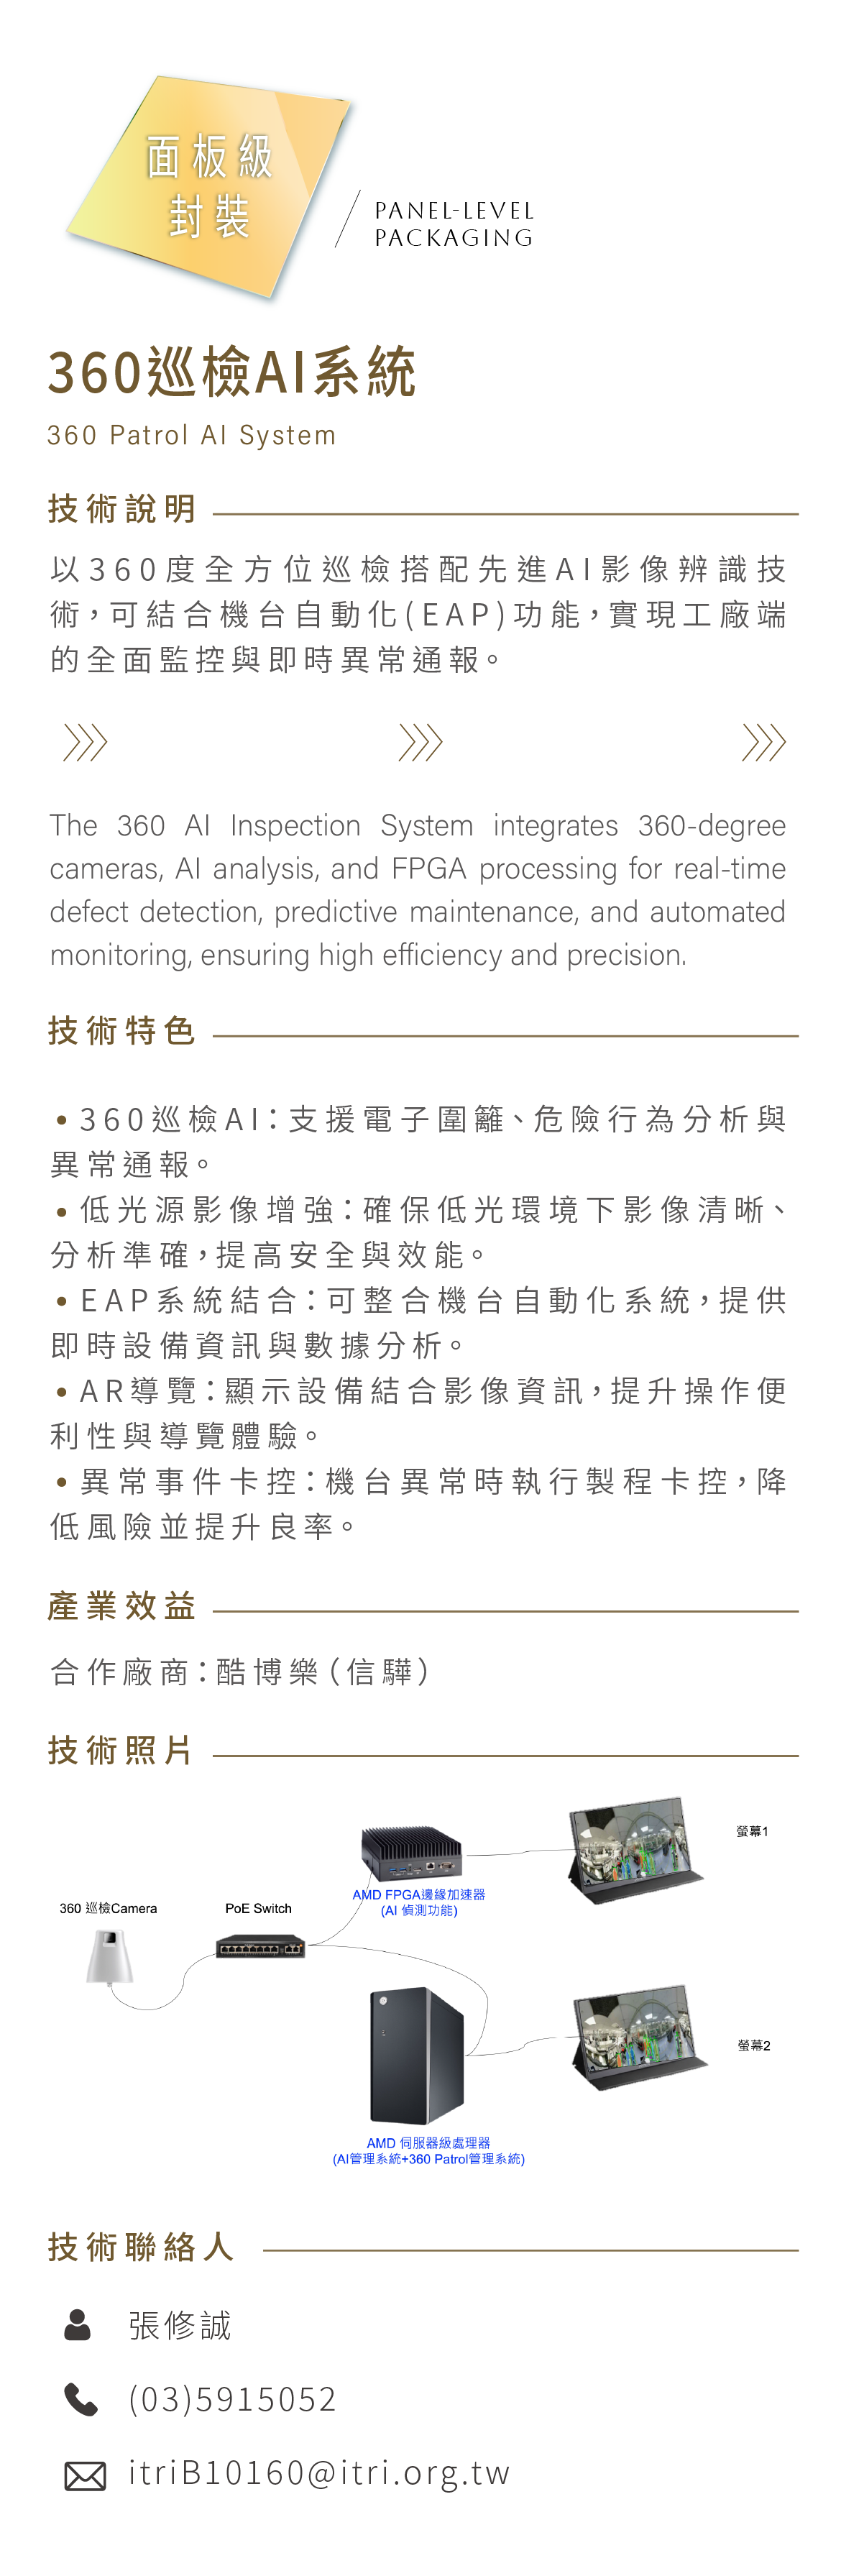 面板級
封裝
PANEL-LEVEL
PACKAGING
360巡檢AI系統
360 Patrol AI System
技術說明
以360度全方位巡檢搭配先進AI影像辨識技
術，可結合機台自動化(EAP)功能，實現工廠端
的全面監控與即時異常通報。
The 360 AI Inspection System integrates 360-degree
cameras, AI analysis, and FPGA processing for real-time
defect detection, predictive maintenance, and automated
monitoring, ensuring high efficiency and precision.
技術特色
• 360巡檢AI：支援電子圍籬、危險行為分析與
異常通報。
• 低光源影像增強：確保低光環境下影像清晰、
分析準確，提高安全與效能。
• EAP系統結合：可整合機台自動化系統，提供
即時設備資訊與數據分析。
• AR導覽：顯示設備結合影像資訊，提升操作便
利性與導覽體驗。
• 異常事件卡控：機台異常時執行製程卡控，降
低風險並提升良率。
產業效益
合作廠商：酷博樂（信驊）
技術照片
螢幕1
AMD FPGA邊緣加速器
(AI 偵測功能)
360 巡檢Camera
PoE Switch
螢幕2
AMD 伺服器級處理器
(AI管理系統+360 Patrol管理系統)
技術聯絡人
張修誠
(03)5915052
itriB10160@itri.org.tw